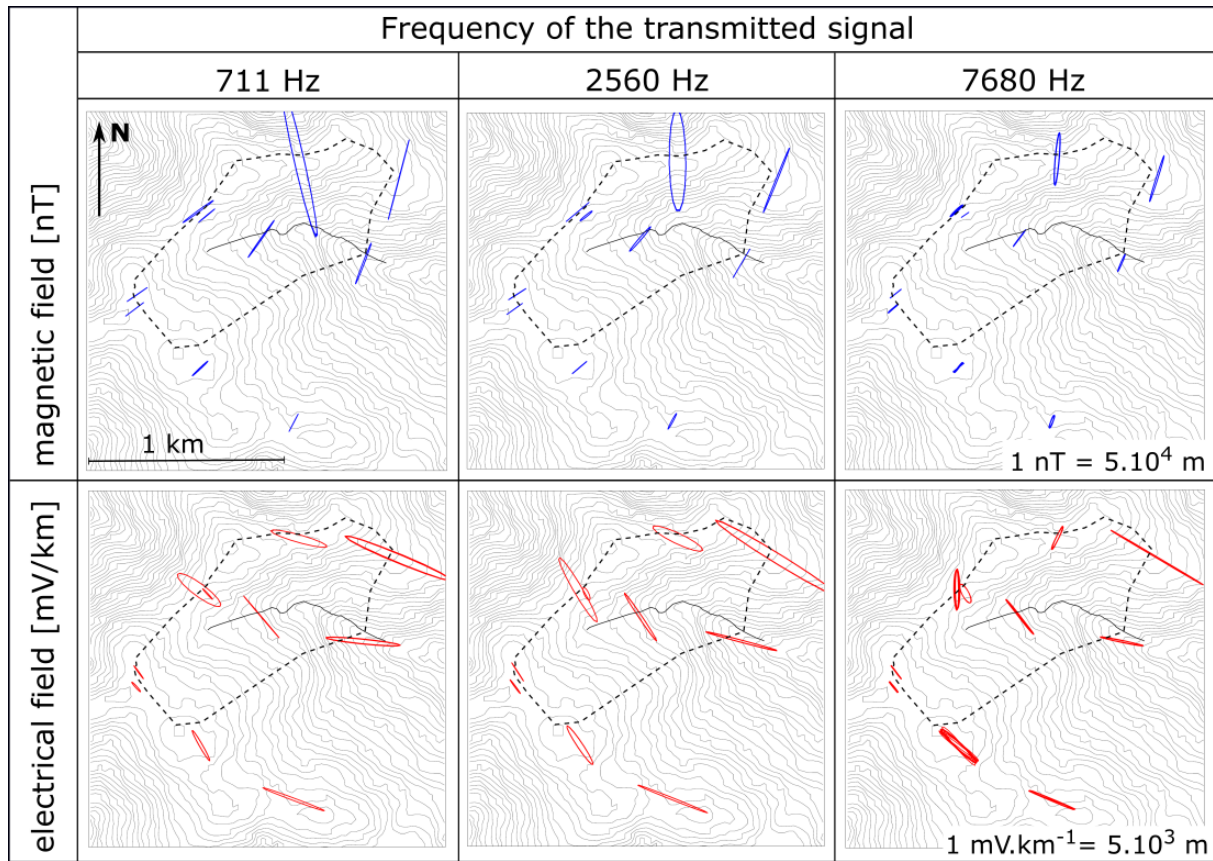 Frequency of the transmitted signal
711 Hz
2560 Hz
7680 Hz
magnetic field [nT]
N
1 km
1 nT = 5.10⁴ m
electrical field [mV/km]
1 mV.km⁻¹= 5.10³ m